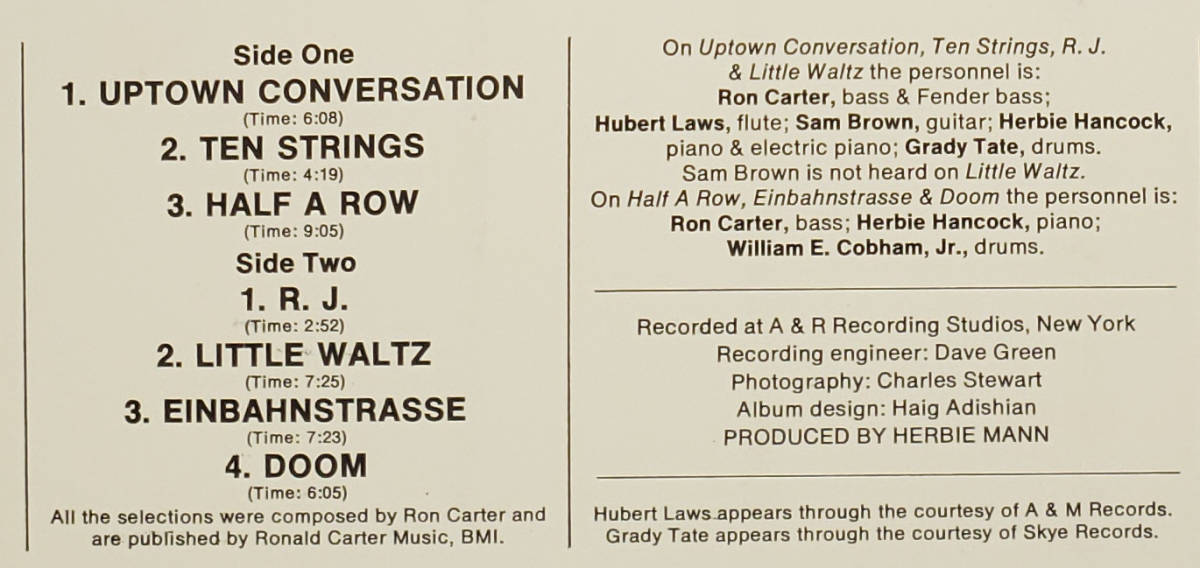 Side One
1. UPTOWN CONVERSATION
(Time: 6:08)
2. TEN STRINGS
(Time: 4:19)
3. HALF A ROW
(Time: 9:05)
Side Two
1. R. J.
(Time: 2:52)
2. LITTLE WALTZ
(Time: 7:25)
3. EINBAHNSTRASSE
(Time: 7:23)
4. DOOM
(Time: 6:05)
All the selections were composed by Ron Carter and
are published by Ronald Carter Music, BMI.
On Uptown Conversation, Ten Strings, R. J.
& Little Waltz the personnel is:
Ron Carter, bass & Fender bass;
Hubert Laws, flute; Sam Brown, guitar; Herbie Hancock,
piano & electric piano; Grady Tate, drums.
Sam Brown is not heard on Little Waltz.
On Half A Row, Einbahnstrasse & Doom the personnel is:
Ron Carter, bass; Herbie Hancock, piano;
William E. Cobham, Jr., drums.
Recorded at A & R Recording Studios, New York
Recording engineer: Dave Green
Photography: Charles Stewart
Album design: Haig Adishian
PRODUCED BY HERBIE MANN
Hubert Laws appears through the courtesy of A & M Records.
Grady Tate appears through the courtesy of Skye Records.